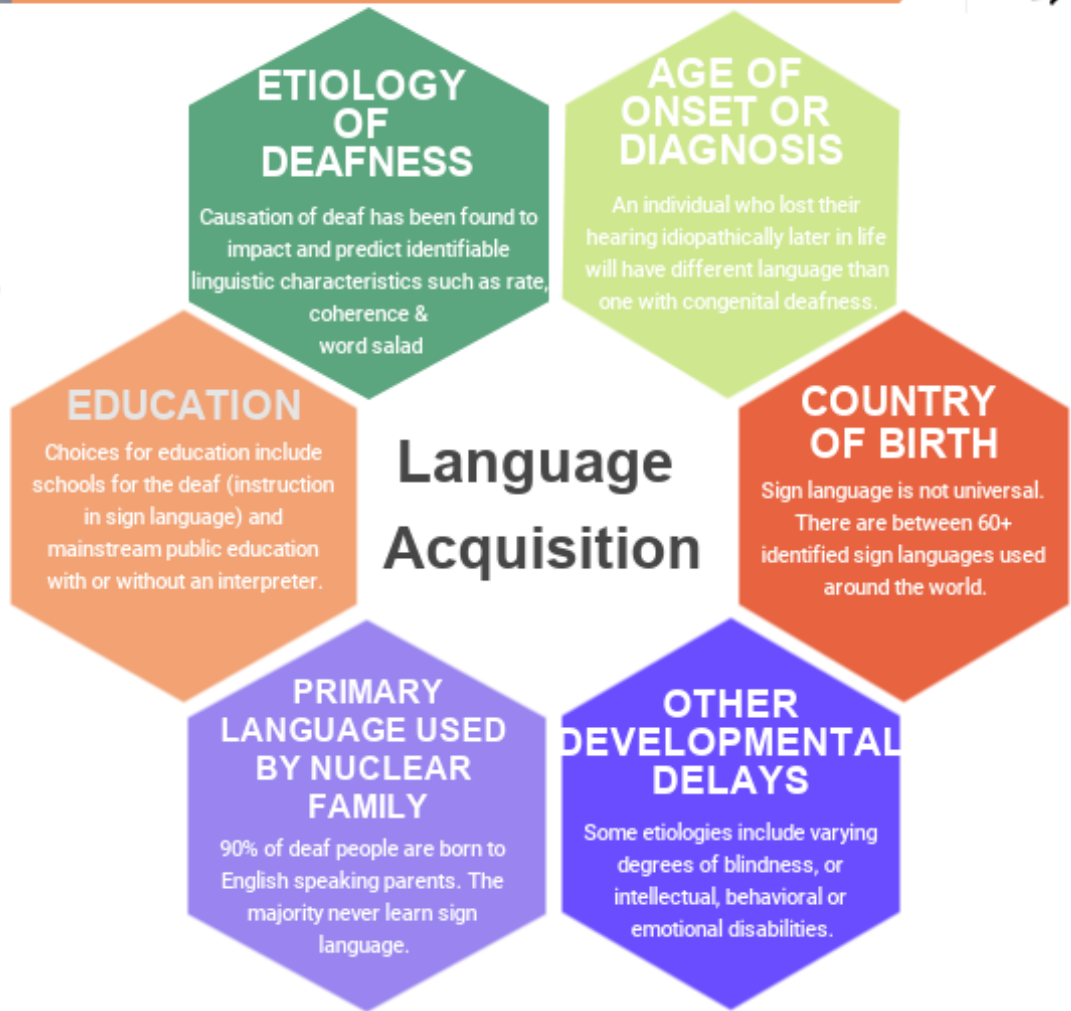 ETIOLOGY
OF
DEAFNESS
Causation of deaf has been found to
impact and predict identifiable
linguistic characteristics such as rate,
coherence &
word salad
AGE OF
ONSET OR
DIAGNOSIS
An individual who lost their
hearing idiopathically later in life
will have different language than
one with congenital deafness.
EDUCATION
Choices for education include
schools for the deaf (instruction
in sign language) and
mainstream public education
with or without an interpreter.
Language
Acquisition
COUNTRY
OF BIRTH
Sign language is not universal.
There are between 60+
identified sign languages used
around the world.
PRIMARY
LANGUAGE USED
BY NUCLEAR
FAMILY
90% of deaf people are born to
English speaking parents. The
majority never learn sign
language.
OTHER
DEVELOPMENTAL
DELAYS
Some etiologies include varying
degrees of blindness, or
intellectual, behavioral or
emotional disabilities.